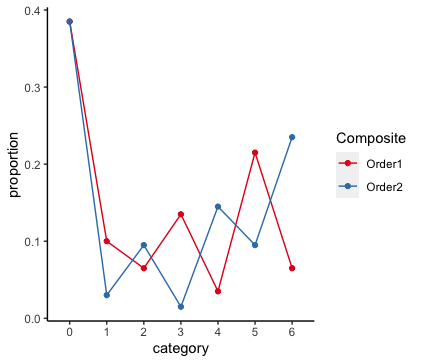 0.4
0.3
0.2
0.1
0.0
proportion
0 1 2 3 4 5 6
category
Composite
Order1
Order2